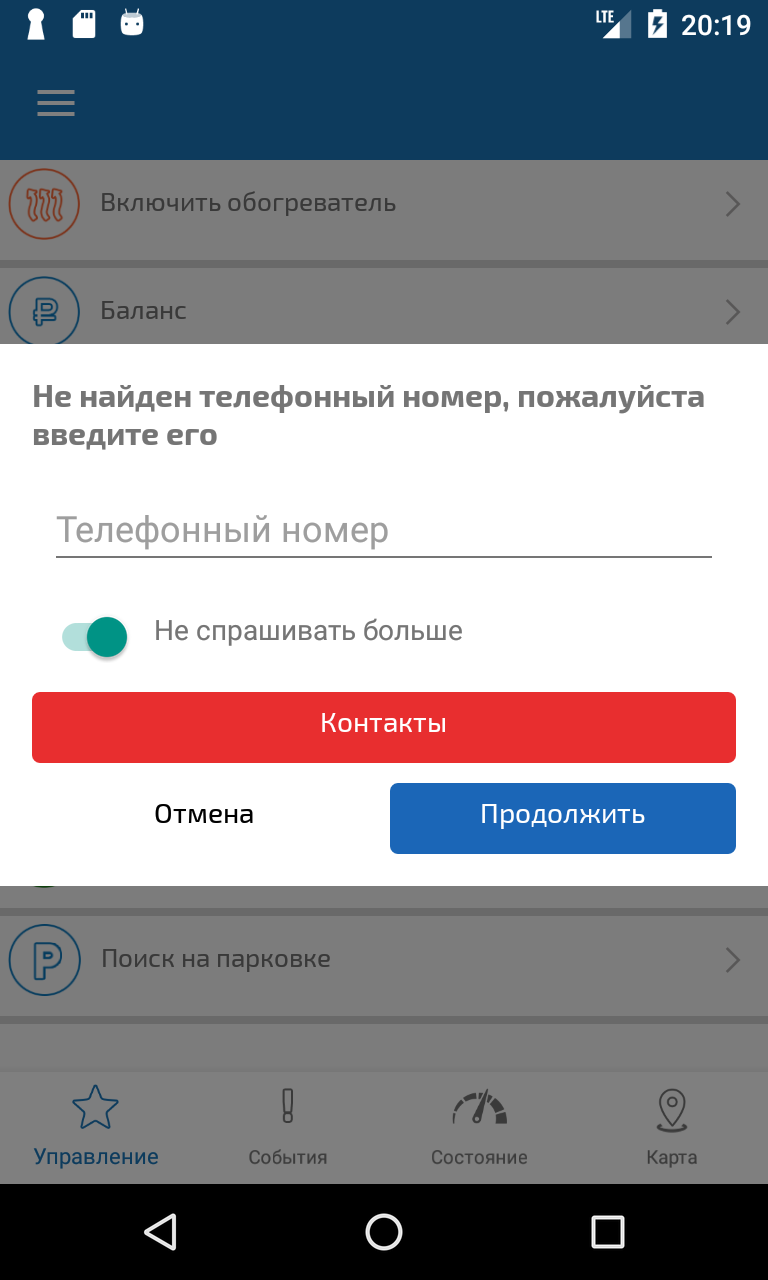 LTE 20:19
Включить обогреватель
Баланс
Не найден телефонный номер, пожалуйста
введите его
Телефонный номер
Не спрашивать больше
Контакты
Отмена Продолжить
Поиск на парковке
Управление События Состояние Карта